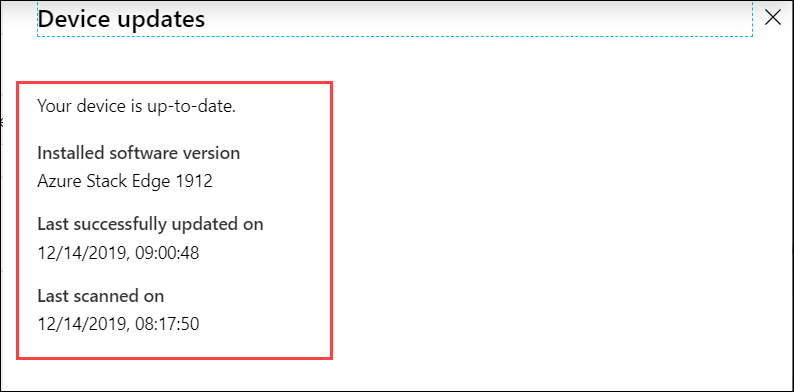 Device updates
Your device is up-to-date.
Installed software version
Azure Stack Edge 1912
Last successfully updated on
12/14/2019, 09:00:48
Last scanned on
12/14/2019, 08:17:50